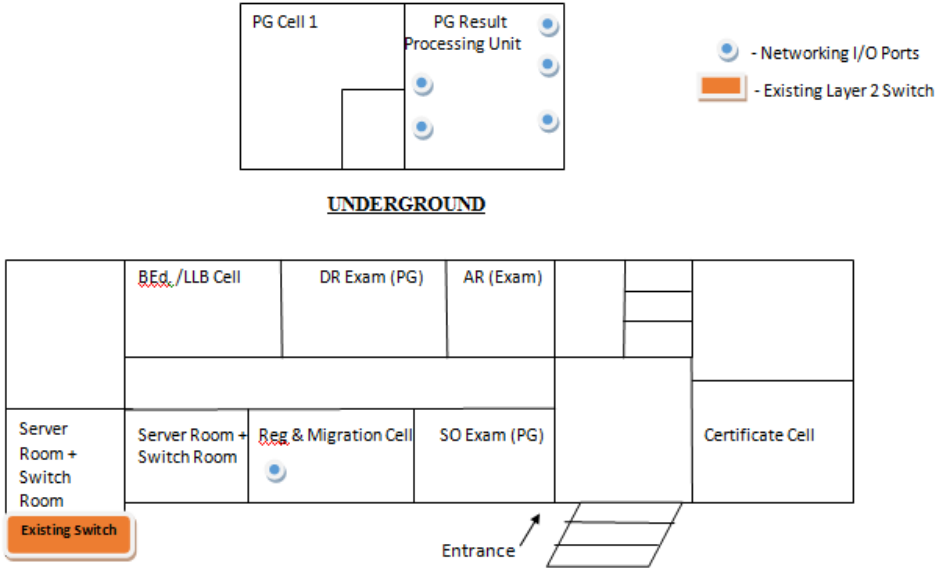 PG Cell 1
PG Result
Processing Unit
- Networking I/O Ports
- Existing Layer 2 Switch
UNDERGROUND
BEd./LLB Cell
DR Exam (PG)
AR (Exam)
Server
Room +
Switch
Room
Server Room +
Switch Room
Reg & Migration Cell
SO Exam (PG)
Certificate Cell
Existing Switch
Entrance